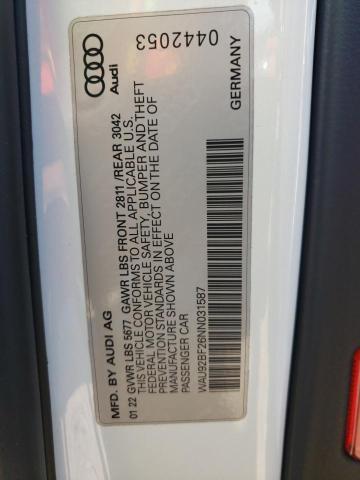 MFD. BY AUDI AG
Audi
01 22 GVWR LBS 5677 GAWR LBS FRONT 2811 /REAR 3042
THIS VEHICLE CONFORMS TO ALL APPLICABLE U.S.
FEDERAL MOTOR VEHICLE SAFETY, BUMPER AND THEFT
PREVENTION STANDARDS IN EFFECT ON THE DATE OF
MANUFACTURE SHOWN ABOVE
PASSENGER CAR
0442053
WAU92BF26NN031587
GERMANY